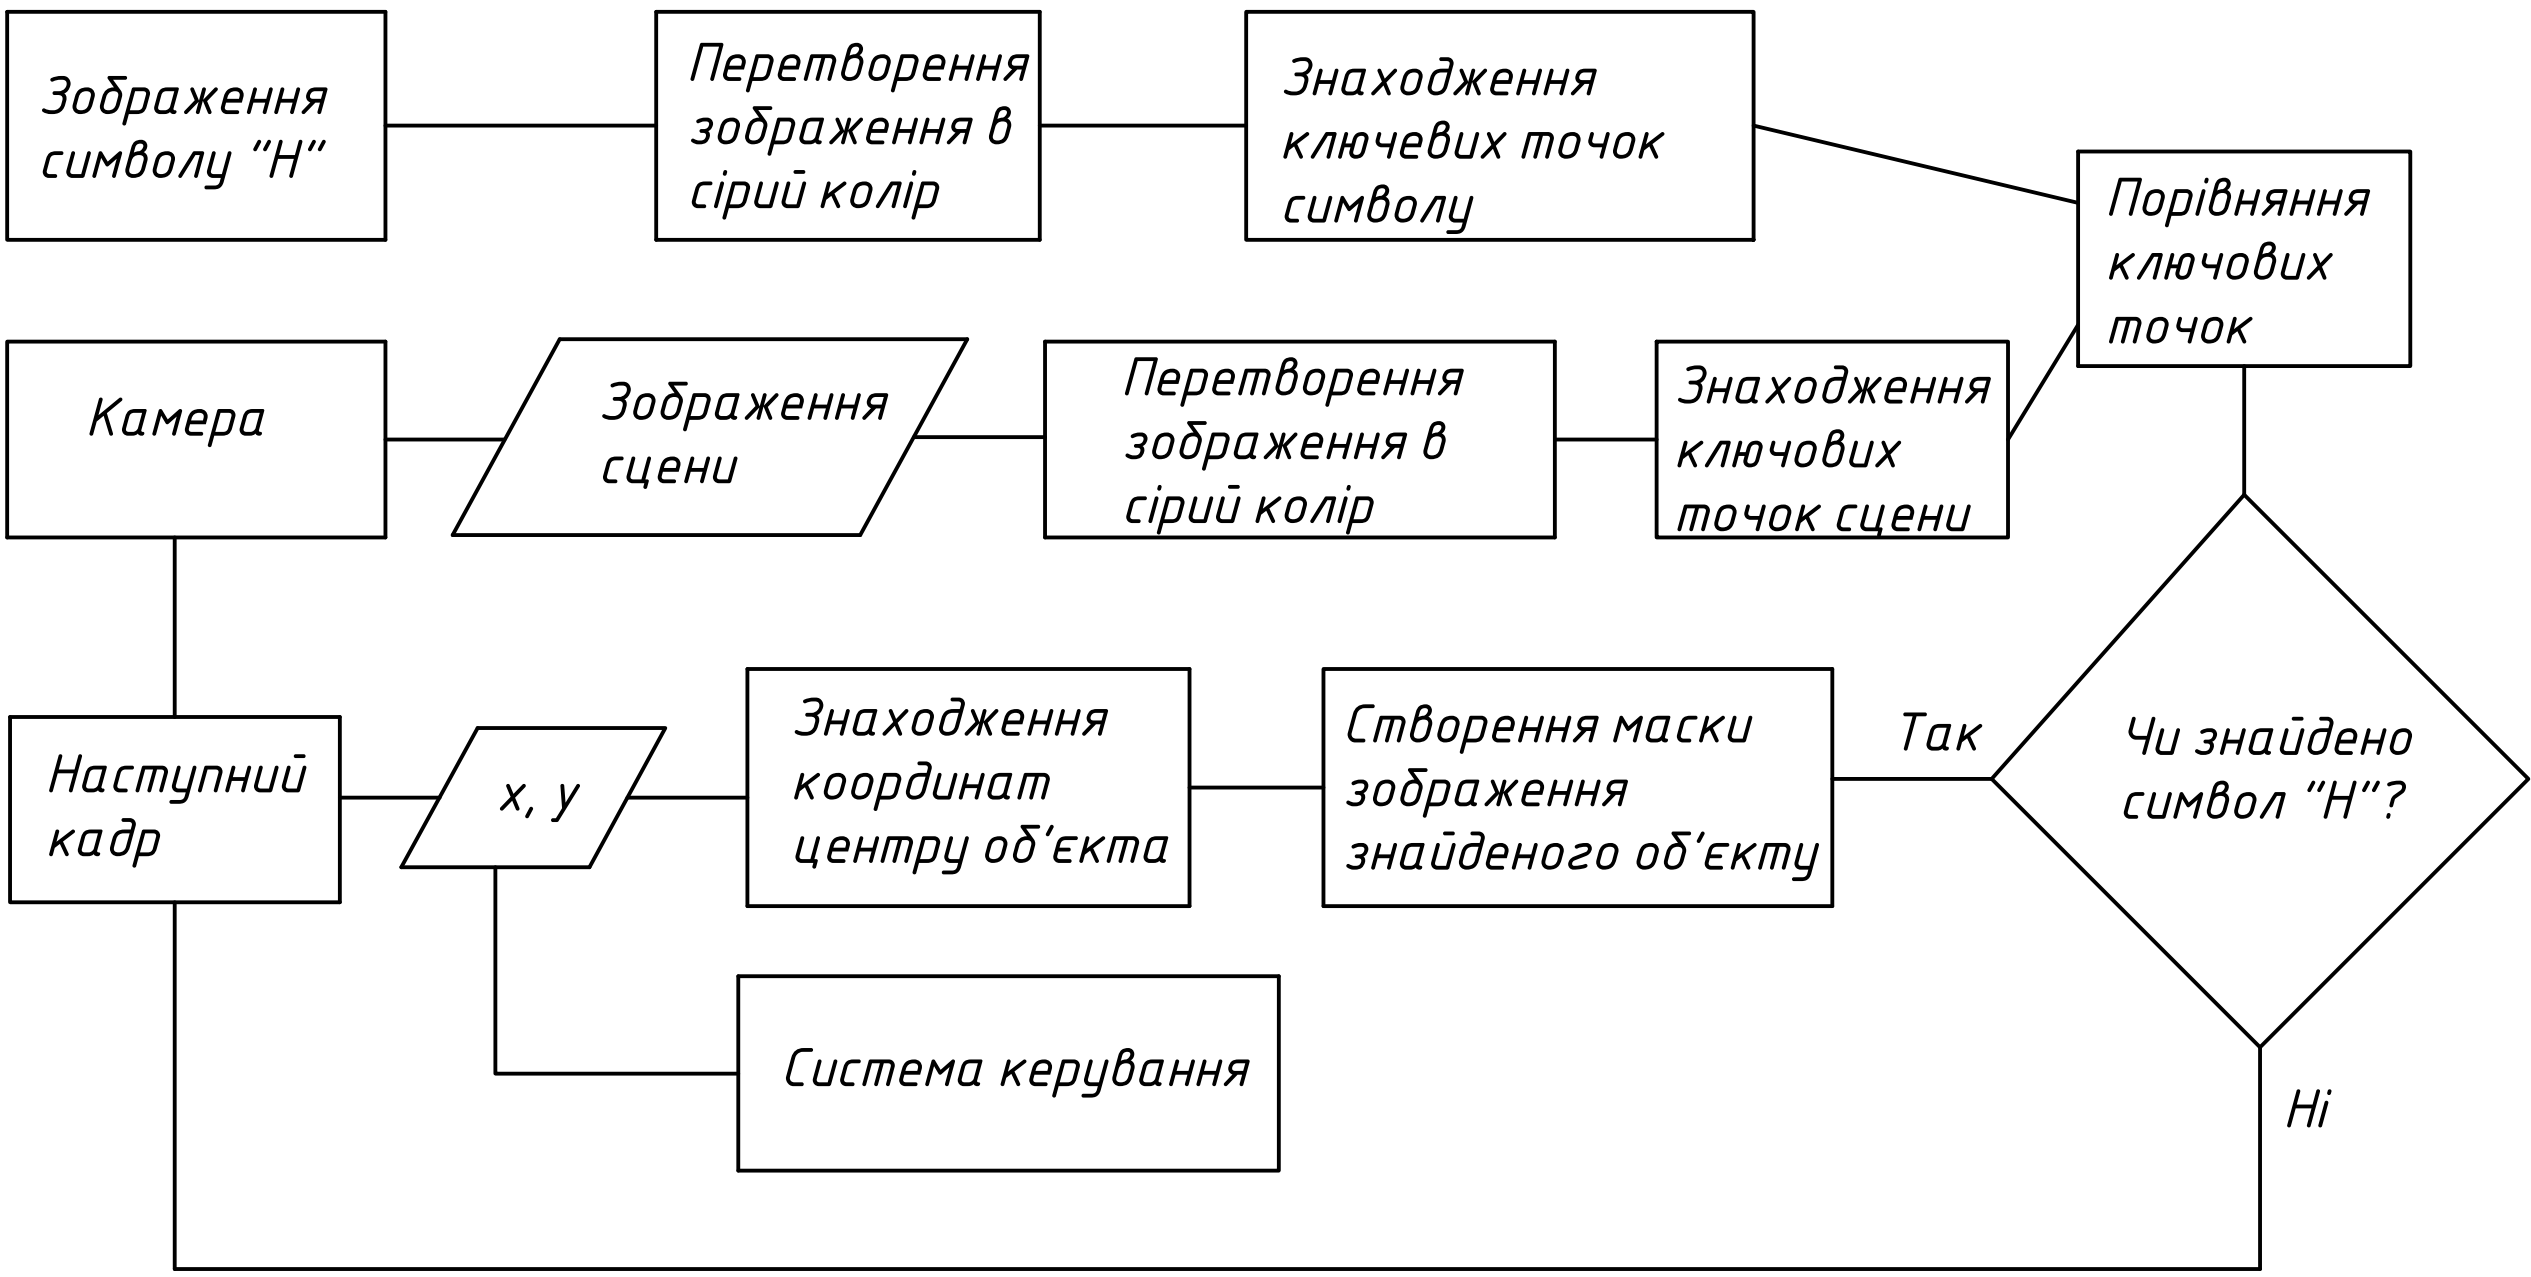 Зображення
символу "Н"
Перетворення
зображення в
сірий колір
Знаходження
ключевих точок
символу
Порівняння
ключових
точок
Камера
Зображення
сцени
Перетворення
зображення в
сірий колір
Знаходження
ключових
точок сцени
Наступний
кадр
x, y
Знаходження
координат
центру об'єкта
Створення маски
зображення
знайденого об'єкту
Так
Чи знайдено
символ "Н"?
Система керування
Ні